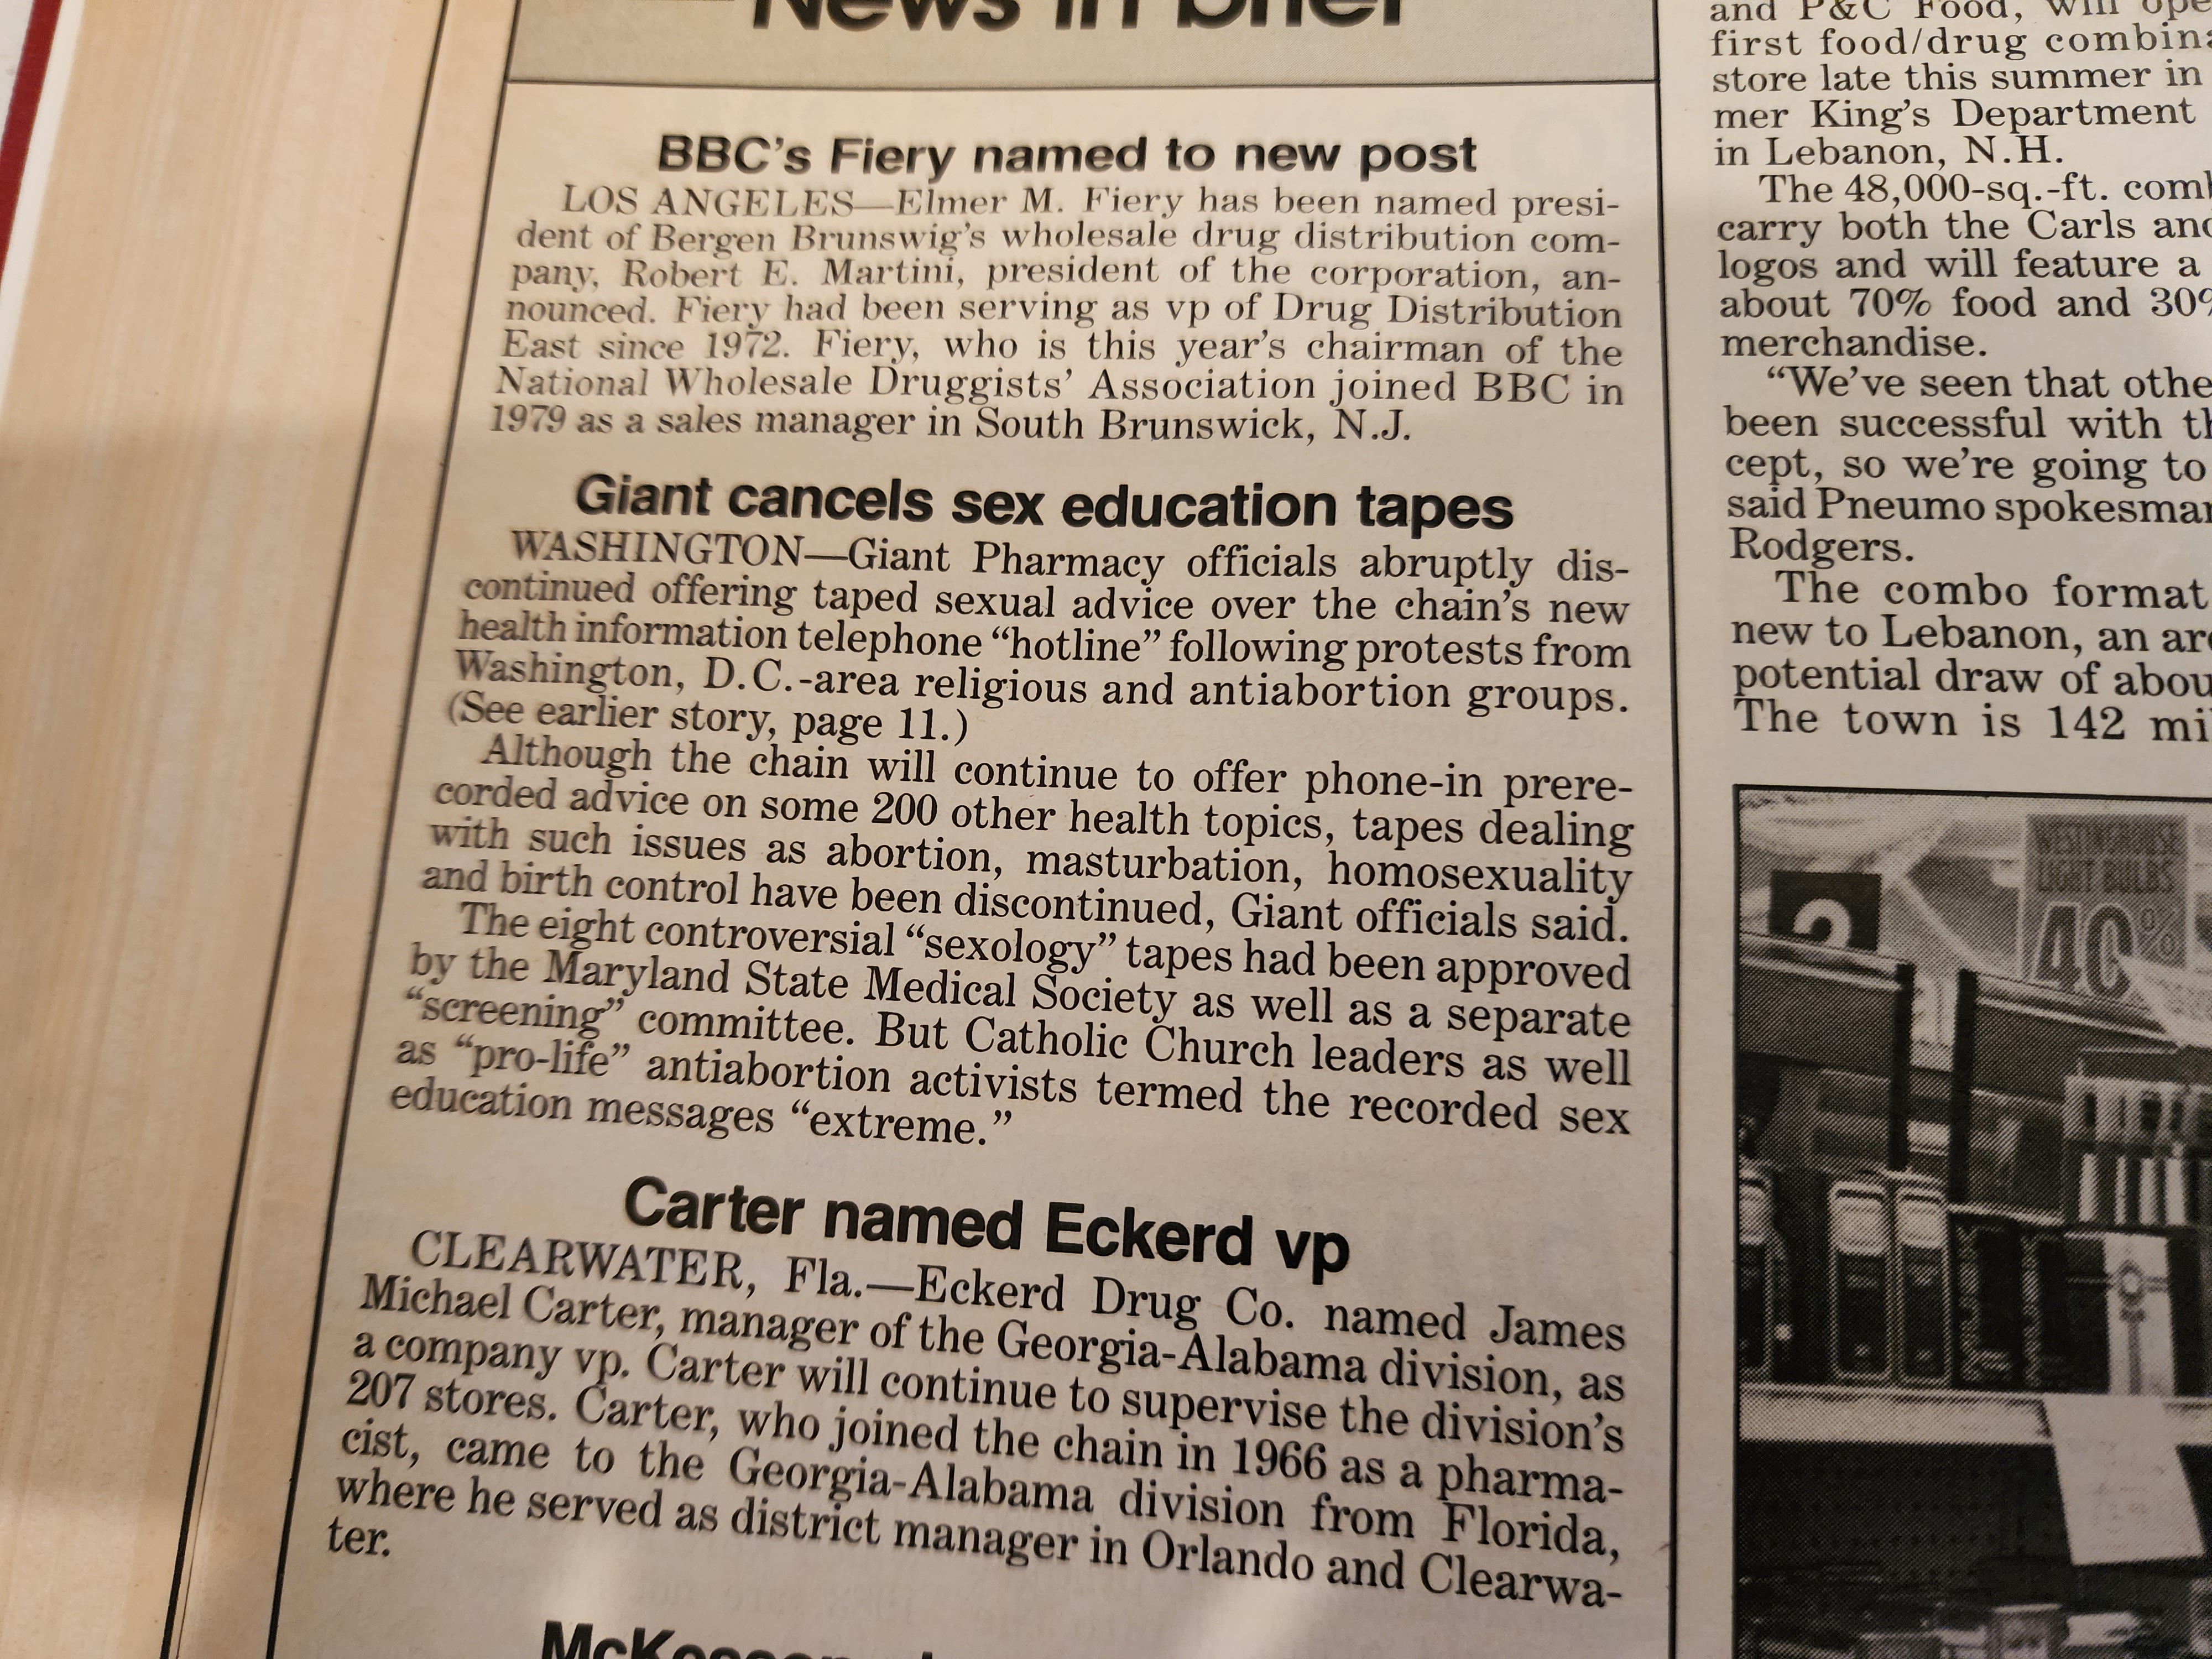 News in brief
BBC's Fiery named to new post
LOS ANGELES—Elmer M. Fiery has been named presi-
dent of Bergen Brunswig's wholesale drug distribution com-
pany, Robert E. Martini, president of the corporation, an-
nounced. Fiery had been serving as vp of Drug Distribution
East since 1972. Fiery, who is this year's chairman of the
National Wholesale Druggists' Association joined BBC in
1979 as a sales manager in South Brunswick, N.J.
Giant cancels sex education tapes
WASHINGTON—Giant Pharmacy officials abruptly dis-
continued offering taped sexual advice over the chain's new
health information telephone “hotline” following protests from
Washington, D.C.-area religious and antiabortion groups.
(See earlier story, page 11.)
Although the chain will continue to offer phone-in prere-
corded advice on some 200 other health topics, tapes dealing
with such issues as abortion, masturbation, homosexuality
and birth control have been discontinued, Giant officials said.
The eight controversial “sexology” tapes had been approved
by the Maryland State Medical Society as well as a separate
“screening” committee. But Catholic Church leaders as well
as “pro-life” antiabortion activists termed the recorded sex
education messages “extreme.”
Carter named Eckerd vp
CLEARWATER, Fla.—Eckerd Drug Co. named James
Michael Carter, manager of the Georgia-Alabama division, as
a company vp. Carter will continue to supervise the division's
207 stores. Carter, who joined the chain in 1966 as a pharma-
cist, came to the Georgia-Alabama division from Florida,
where he served as district manager in Orlando and Clearwa-
ter.
and P&C Food, will
first food/drug
store late this summer in
mer King's Department
in Lebanon, N.H.
The 48,000-sq.-ft.
carry both the Carls
logos and will feature a
about 70% food and
merchandise.
“We've seen that
been successful with
cept, so we're going to
said Pneumo
Rodgers.
The combo format
new to Lebanon, an
potential draw of
The town is 142
WESTINGHOUSE
LIGHT BULBS
40%
2